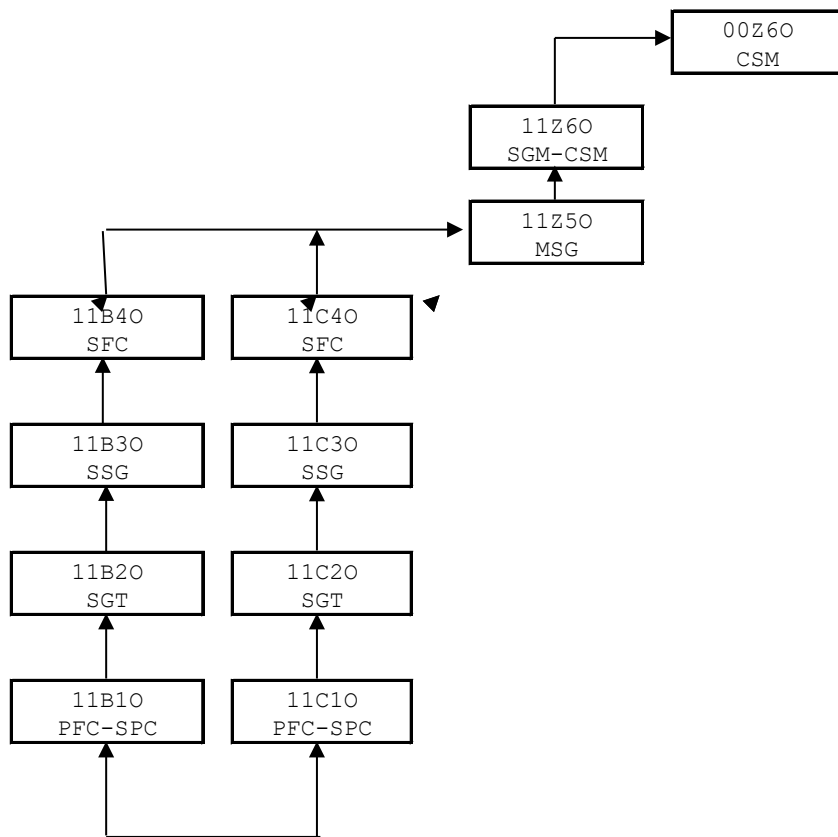 00Z6O
CSM
11Z6O
SGM-CSM
11Z5O
MSG
11B4O
SFC
11C4O
SFC
11B3O
SSG
11C3O
SSG
11B2O
SGT
11C2O
SGT
11B1O
PFC-SPC
11C1O
PFC-SPC